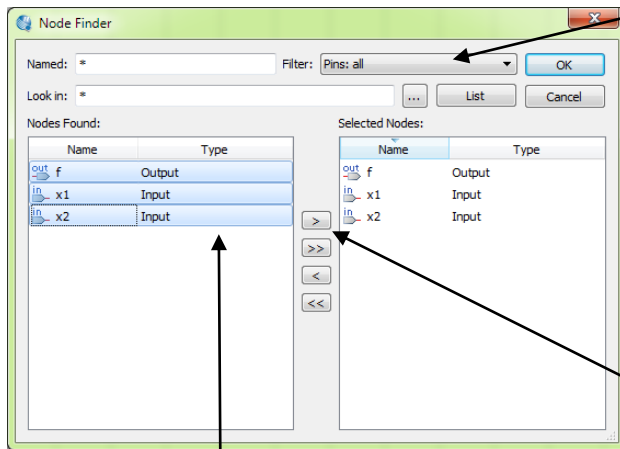 Node Finder
Named: * Filter: Pins: all OK
Look in: * ... List Cancel
Nodes Found: Selected Nodes:
Name Type Name Type
out f Output out f Output
in x1 Input in x1 Input
in x2 Input in x2 Input
>
>>
<
<<